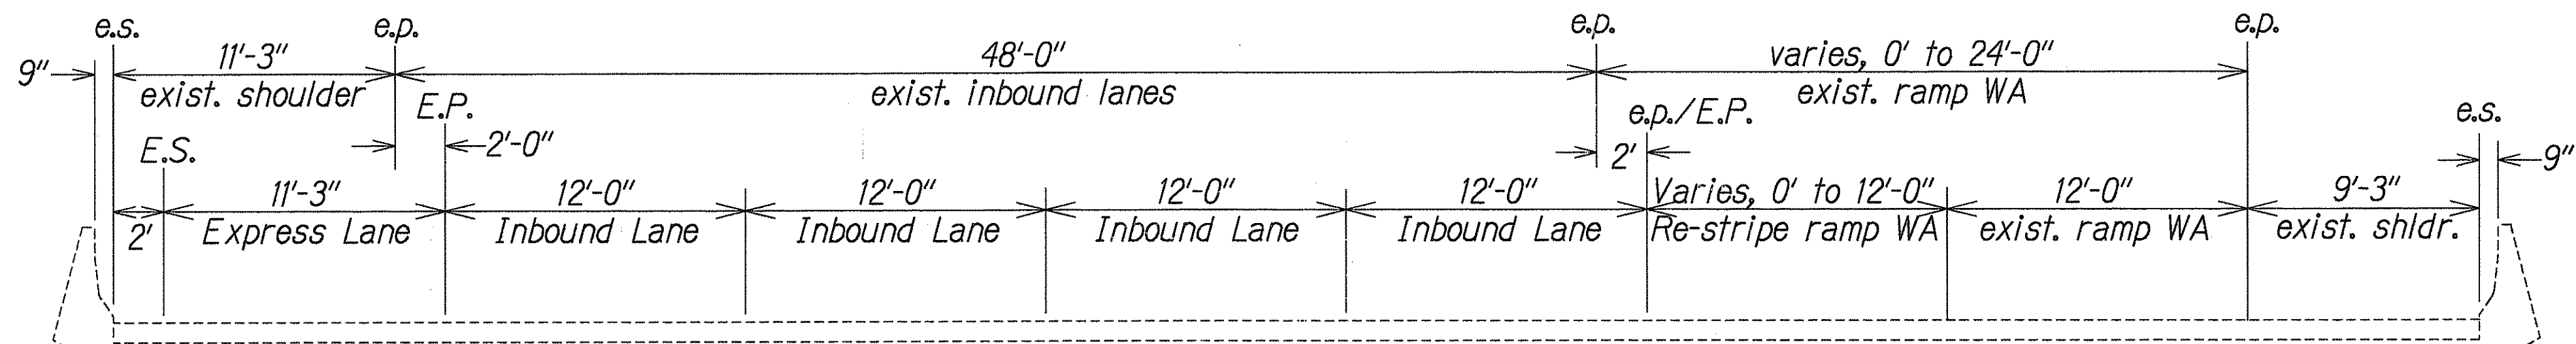 e.s. e.p. e.p. e.p.
9" 11'-3" 48'-0" varies, 0' to 24'-0"
exist. shoulder exist. inbound lanes exist. ramp WA
E.P. e.p./E.P. e.s.
E.S. 2'-0" 2' 9"
11'-3" 12'-0" 12'-0" 12'-0" 12'-0" Varies, 0' to 12'-0" 12'-0" 9'-3"
2' Express Lane Inbound Lane Inbound Lane Inbound Lane Inbound Lane Re-stripe ramp WA exist. ramp WA exist. shldr.